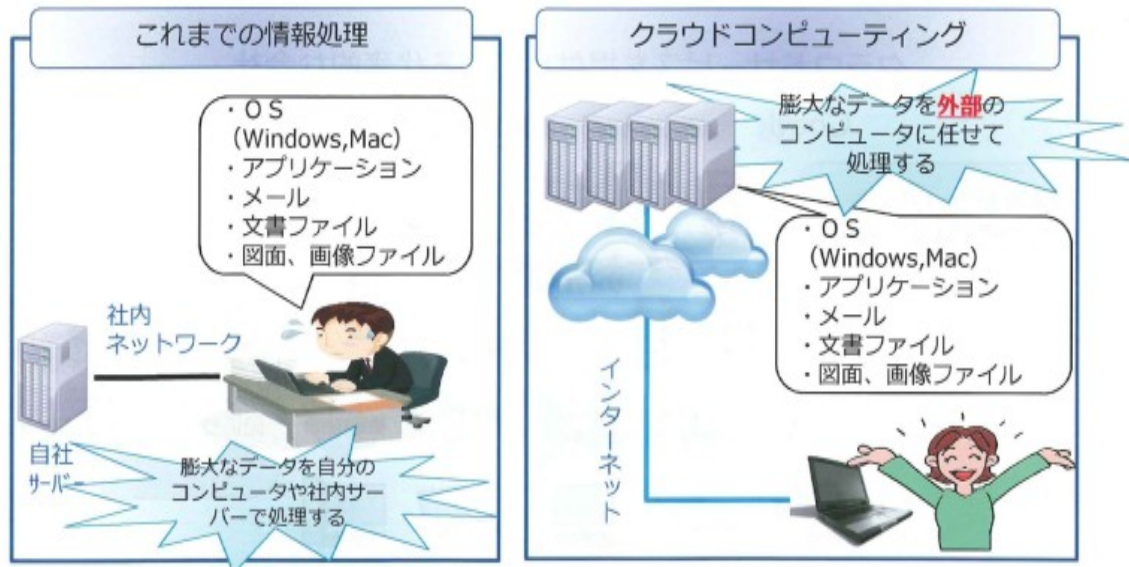 これまでの情報処理
・ＯＳ
(Windows,Mac)
・アプリケーション
・メール
・文書ファイル
・図面、画像ファイル
社内
ネットワーク
自社
サーバー
膨大なデータを自分の
コンピュータや社内サー
バーで処理する
クラウドコンピューティング
膨大なデータを外部の
コンピュータに任せて
処理する
・ＯＳ
(Windows,Mac)
・アプリケーション
・メール
・文書ファイル
・図面、画像ファイル
インターネット